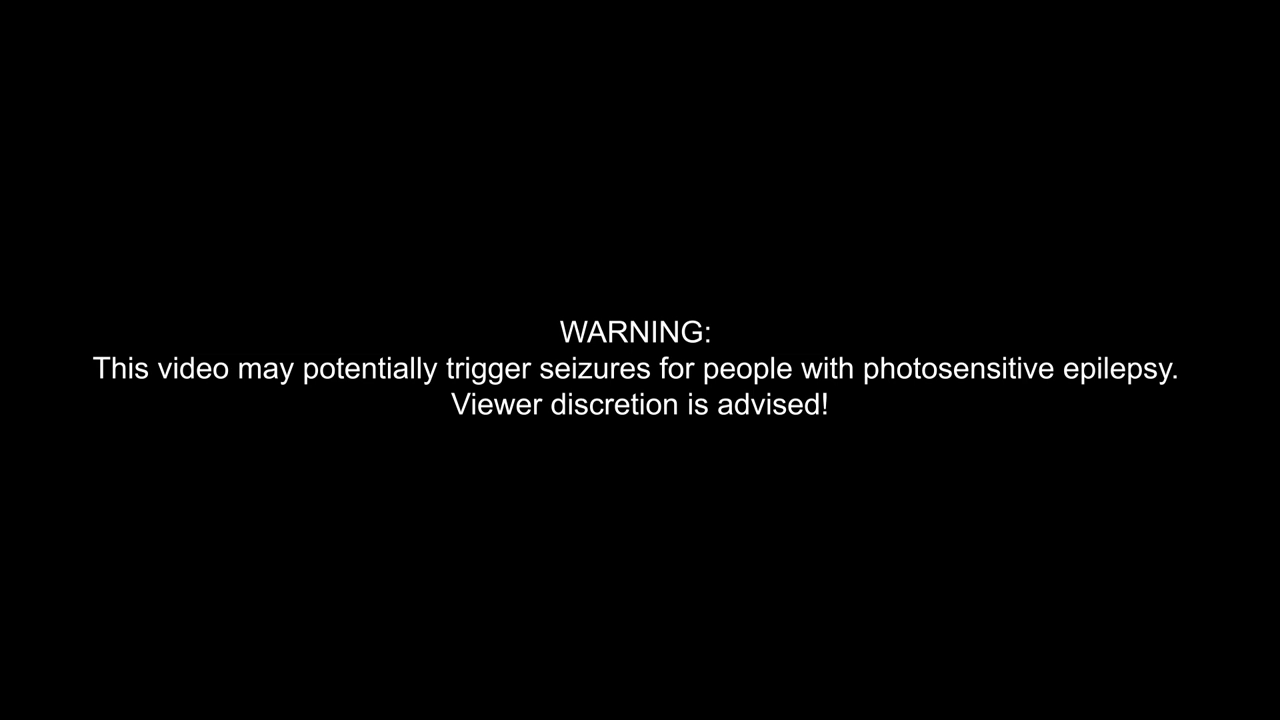 WARNING:
This video may potentially trigger seizures for people with photosensitive epilepsy.
Viewer discretion is advised!